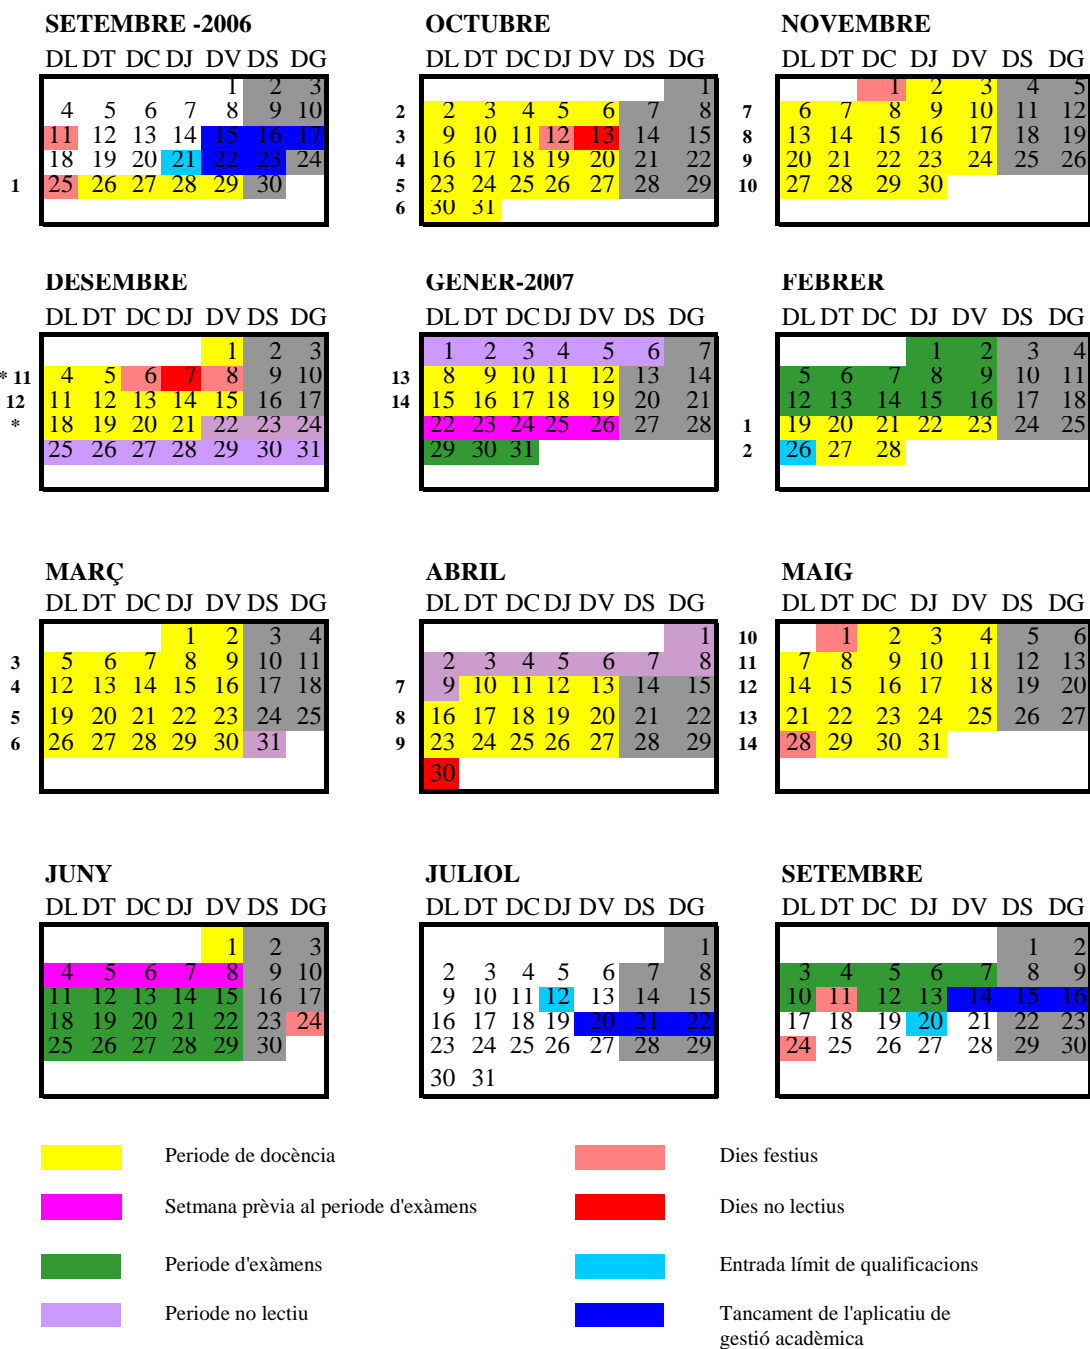 SETEMBRE -2006 OCTUBRE NOVEMBRE
DL DT DC DJ DV DS DG DL DT DC DJ DV DS DG DL DT DC DJ DV DS DG
1 2 3 1 1 2 3 4 5
4 5 6 7 8 9 10 2 2 3 4 5 6 7 8 7 6 7 8 9 10 11 12
11 12 13 14 15 16 17 3 9 10 11 12 13 14 15 8 13 14 15 16 17 18 19
18 19 20 21 22 23 24 4 16 17 18 19 20 21 22 9 20 21 22 23 24 25 26
1 25 26 27 28 29 30 5 23 24 25 26 27 28 29 10 27 28 29 30
6 30 31
DESEMBRE GENER-2007 FEBRER
DL DT DC DJ DV DS DG DL DT DC DJ DV DS DG DL DT DC DJ DV DS DG
1 2 3 1 2 3 4 5 6 7 1 2 3 4
* 11 4 5 6 7 8 9 10 13 8 9 10 11 12 13 14 5 6 7 8 9 10 11
12 11 12 13 14 15 16 17 14 15 16 17 18 19 20 21 12 13 14 15 16 17 18
* 18 19 20 21 22 23 24 22 23 24 25 26 27 28 1 19 20 21 22 23 24 25
25 26 27 28 29 30 31 29 30 31 2 26 27 28
MARÇ ABRIL MAIG
DL DT DC DJ DV DS DG DL DT DC DJ DV DS DG DL DT DC DJ DV DS DG
1 2 3 4 1 10 1 2 3 4 5 6
3 5 6 7 8 9 10 11 2 3 4 5 6 7 8 11 7 8 9 10 11 12 13
4 12 13 14 15 16 17 18 7 9 10 11 12 13 14 15 12 14 15 16 17 18 19 20
5 19 20 21 22 23 24 25 8 16 17 18 19 20 21 22 13 21 22 23 24 25 26 27
6 26 27 28 29 30 31 9 23 24 25 26 27 28 29 14 28 29 30 31
30
JUNY JULIOL SETEMBRE
DL DT DC DJ DV DS DG DL DT DC DJ DV DS DG DL DT DC DJ DV DS DG
1 2 3 1 1 2
4 5 6 7 8 9 10 2 3 4 5 6 7 8 3 4 5 6 7 8 9
11 12 13 14 15 16 17 9 10 11 12 13 14 15 10 11 12 13 14 15 16
18 19 20 21 22 23 24 16 17 18 19 20 21 22 17 18 19 20 21 22 23
25 26 27 28 29 30 23 24 25 26 27 28 29 24 25 26 27 28 29 30
30 31
Periode de docència Dies festius
Setmana prèvia al periode d'exàmens Dies no lectius
Periode d'exàmens Entrada límit de qualificacions
Periode no lectiu Tancament de l'aplicatiu de
gestió acadèmica